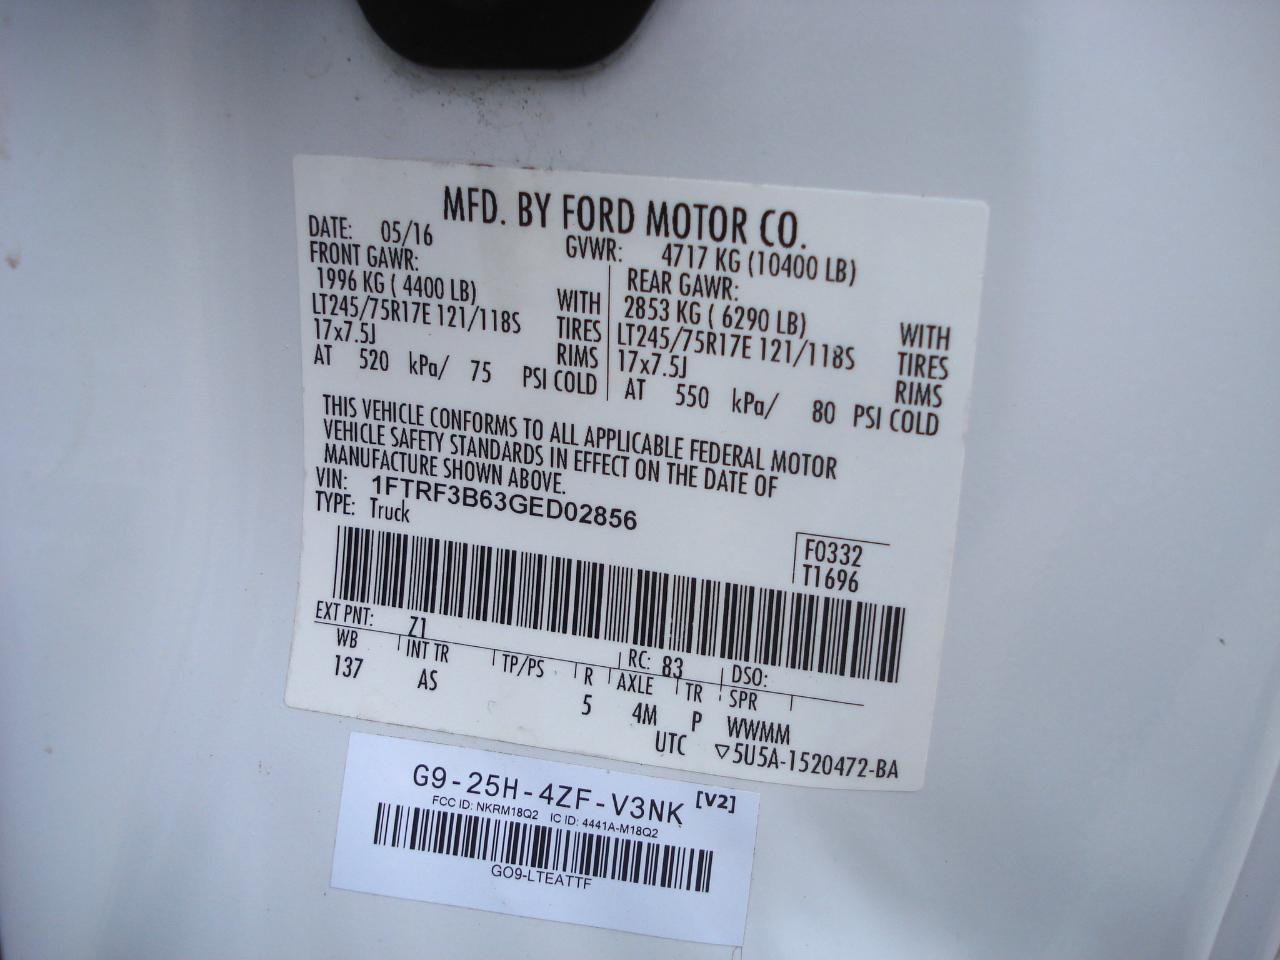 MFD. BY FORD MOTOR CO.
DATE: 05/16 GVWR: 4717 KG (10400 LB)
FRONT GAWR: REAR GAWR:
1996 KG ( 4400 LB) WITH 2853 KG ( 6290 LB) WITH
LT245/75R17E 121/118S TIRES LT245/75R17E 121/118S TIRES
17x7.5J RIMS 17x7.5J RIMS
AT 520 kPa/ 75 PSI COLD AT 550 kPa/ 80 PSI COLD
THIS VEHICLE CONFORMS TO ALL APPLICABLE FEDERAL MOTOR
VEHICLE SAFETY STANDARDS IN EFFECT ON THE DATE OF
MANUFACTURE SHOWN ABOVE.
VIN: 1FTRF3B63GED02856
TYPE: Truck
F0332
T1696
EXT PNT: Z1 RC: 83 DSO:
WB INT TR TP/PS R AXLE TR SPR
137 AS 5 4M P WWMM
UTC ▽5U5A-1520472-BA
G9-25H-4ZF-V3NK [V2]
FCC ID: NKRM18Q2 IC ID: 4441A-M18Q2
GO9-LTEATTF